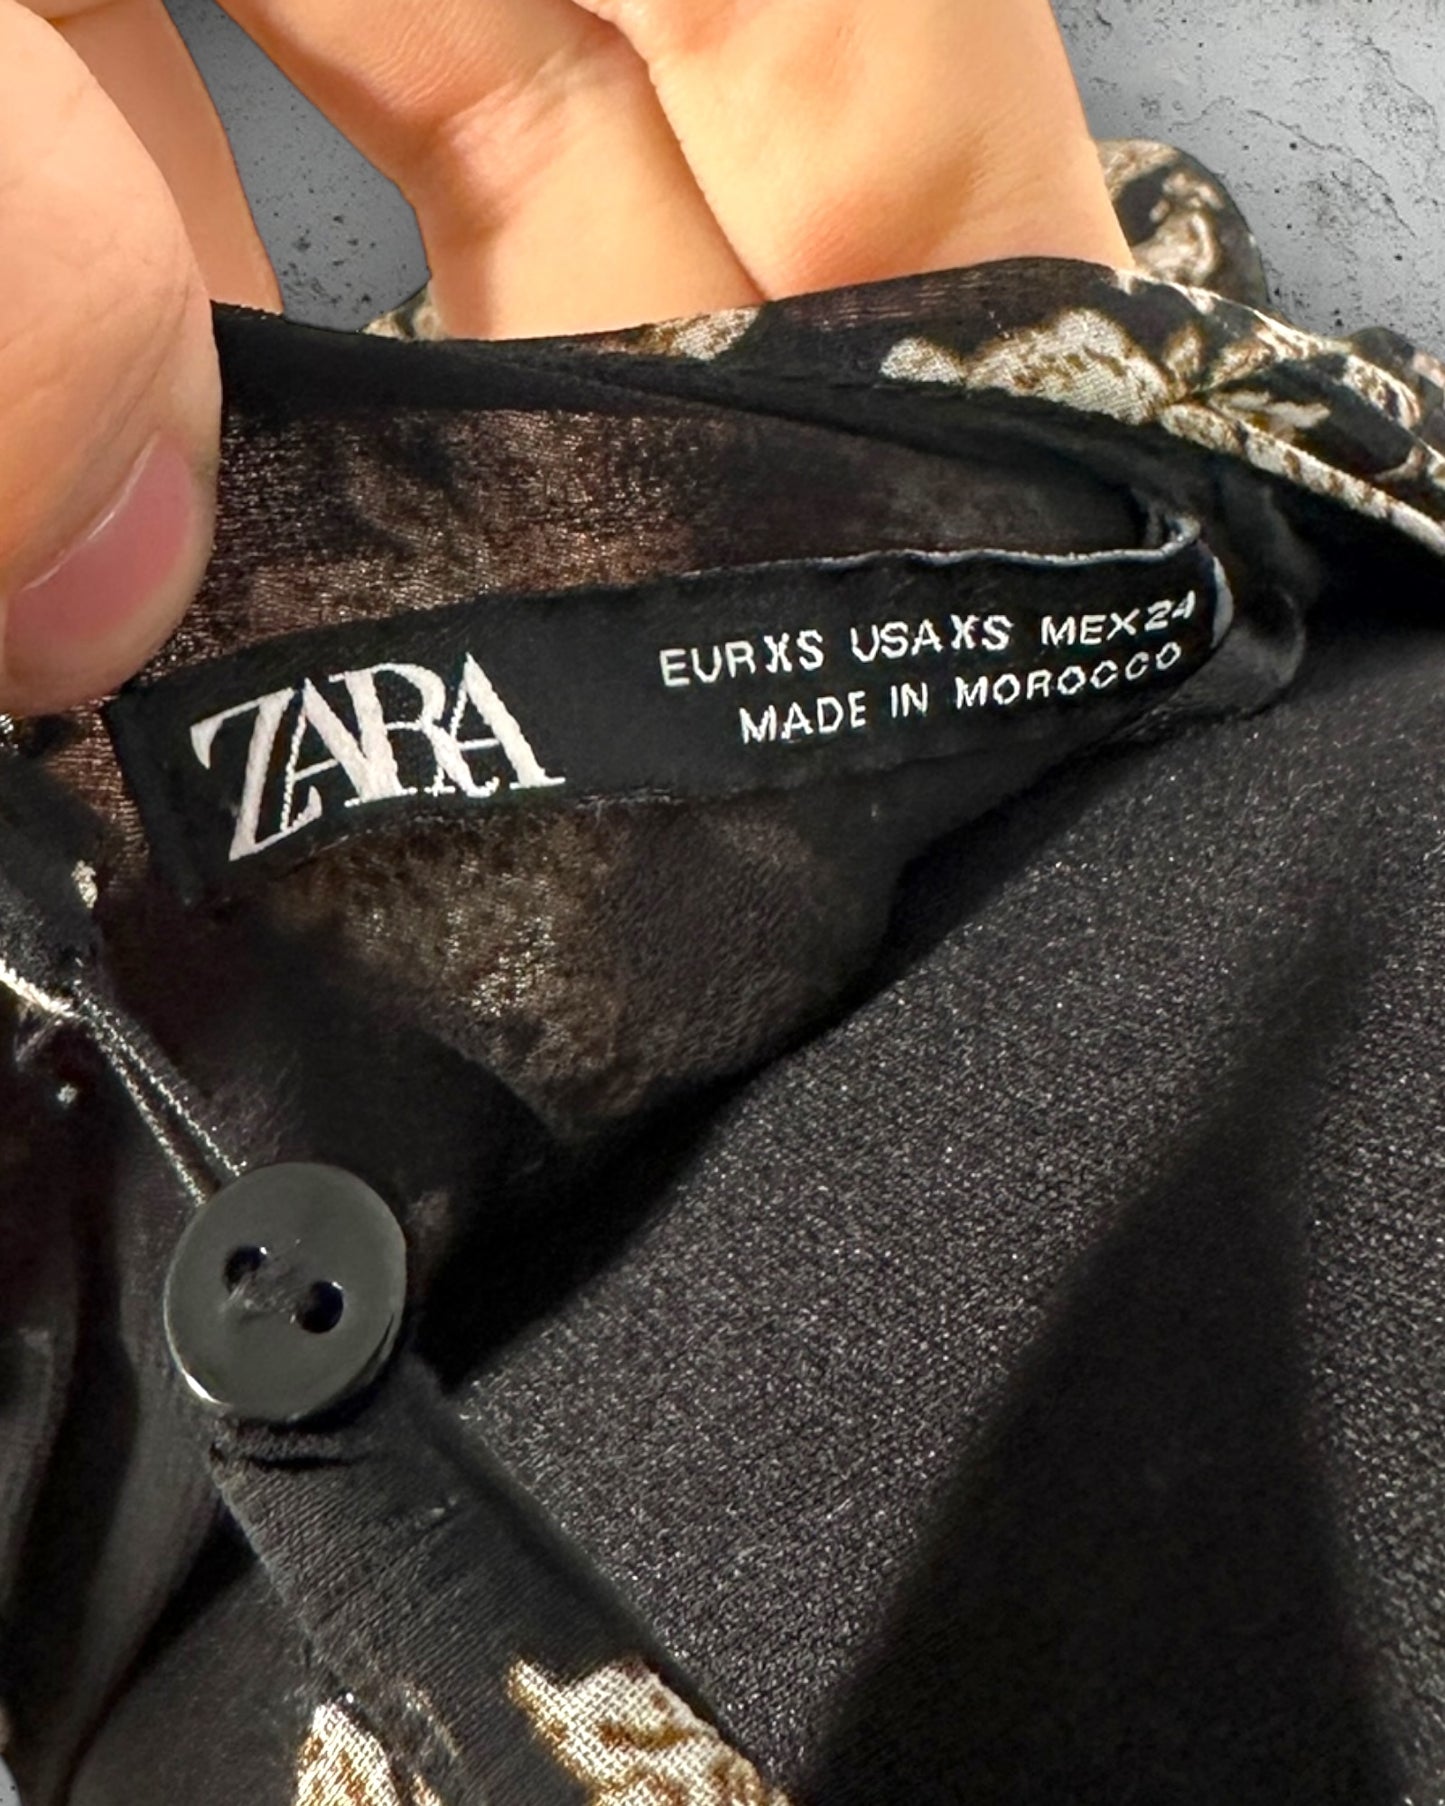 ZARA
EUR XS USA XS MEX 24
MADE IN MOROCCO